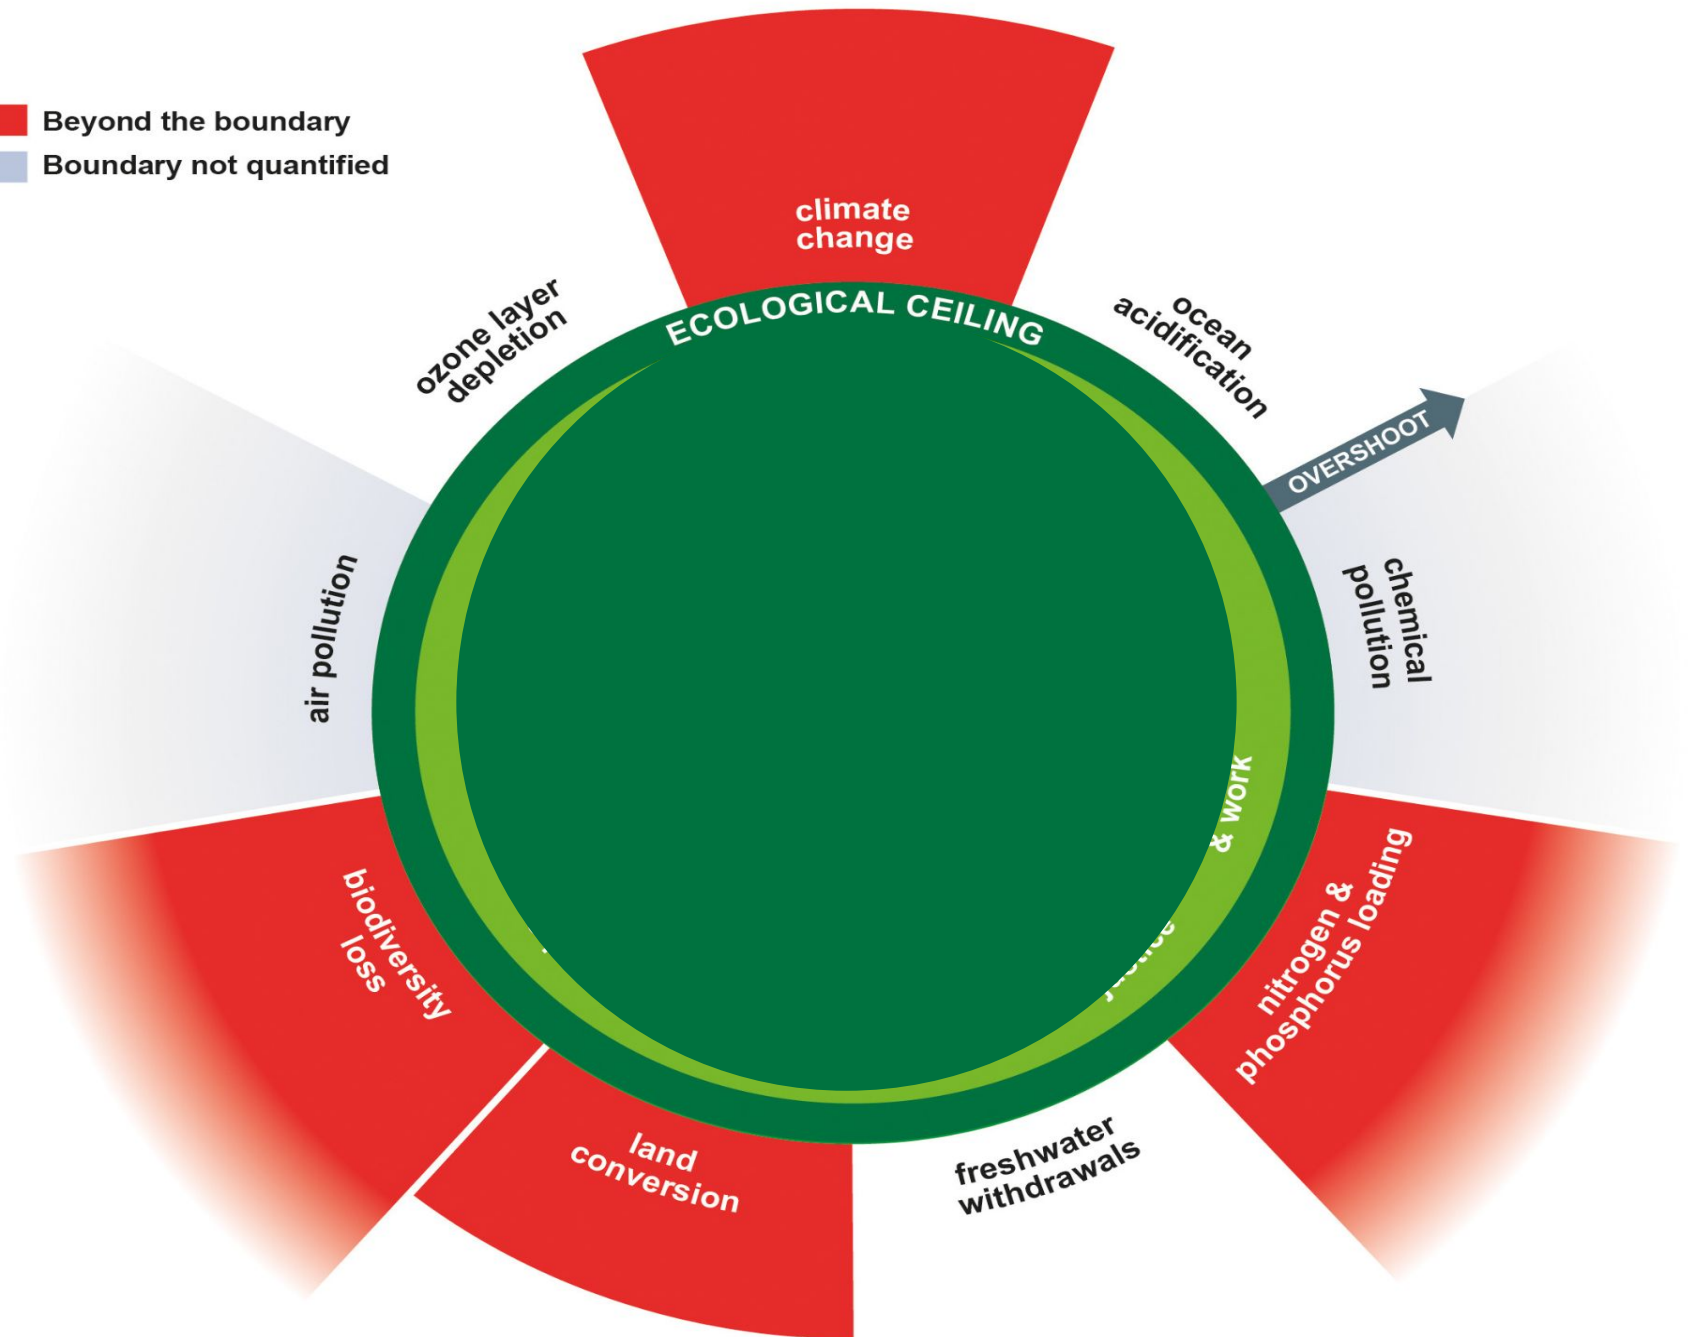 Beyond the boundary
Boundary not quantified
climate
change
ECOLOGICAL CEILING
ozone layer
depletion
ocean
acidification
OVERSHOOT
air pollution
chemical
pollution
& work
biodiversity
loss
nitrogen &
phosphorus loading
land
conversion
freshwater
withdrawals